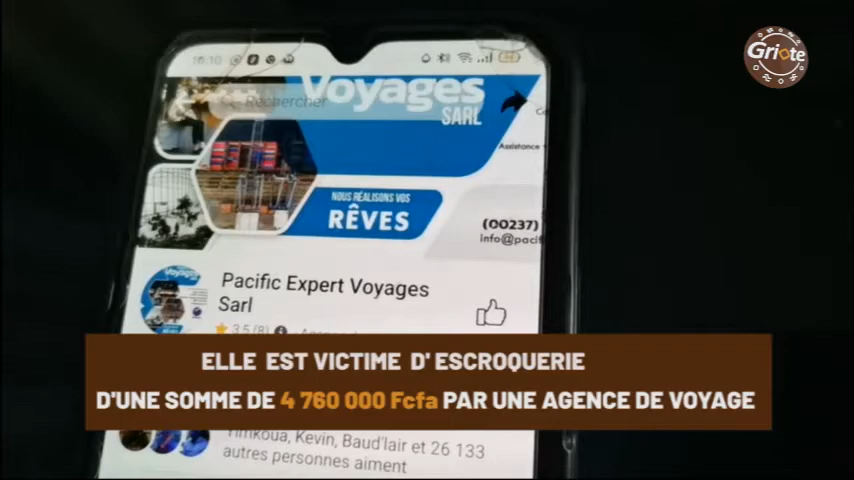 Griote
16:10
Rechercher
Voyages
SARL
Assistance
NOUS RÉALISONS VOS
RÊVES
(00237)
info@pacif
Pacific Expert Voyages
Sarl
3,5 (8)
ELLE EST VICTIME D' ESCROQUERIE
D'UNE SOMME DE 4 760 000 Fcfa PAR UNE AGENCE DE VOYAGE
Timkoua, Kevin, Baud'lair et 26 133
autres personnes aiment